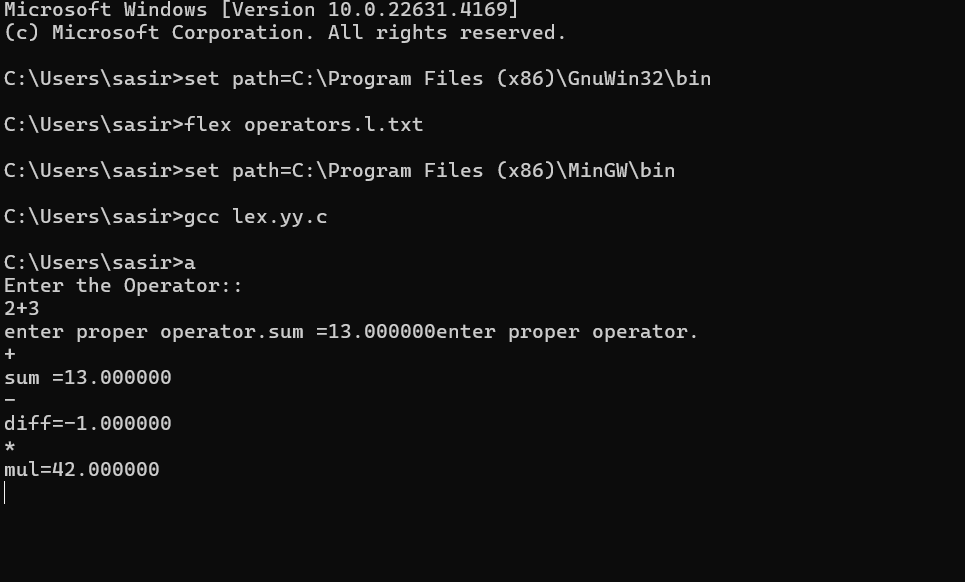 Microsoft Windows [Version 10.0.22631.4169]
(c) Microsoft Corporation. All rights reserved.
C:\Users\sasir>set path=C:\Program Files (x86)\GnuWin32\bin
C:\Users\sasir>flex operators.l.txt
C:\Users\sasir>set path=C:\Program Files (x86)\MinGW\bin
C:\Users\sasir>gcc lex.yy.c
C:\Users\sasir>a
Enter the Operator::
2+3
enter proper operator.sum =13.000000enter proper operator.
+
sum =13.000000
-
diff=-1.000000
*
mul=42.000000